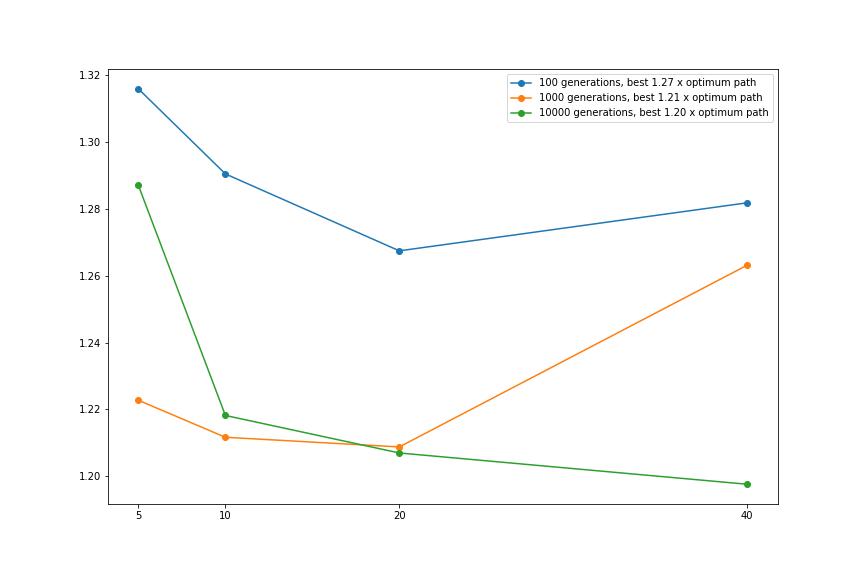 1.32
1.30
1.28
1.26
1.24
1.22
1.20
100 generations, best 1.27 x optimum path
1000 generations, best 1.21 x optimum path
10000 generations, best 1.20 x optimum path
5 10 20 40